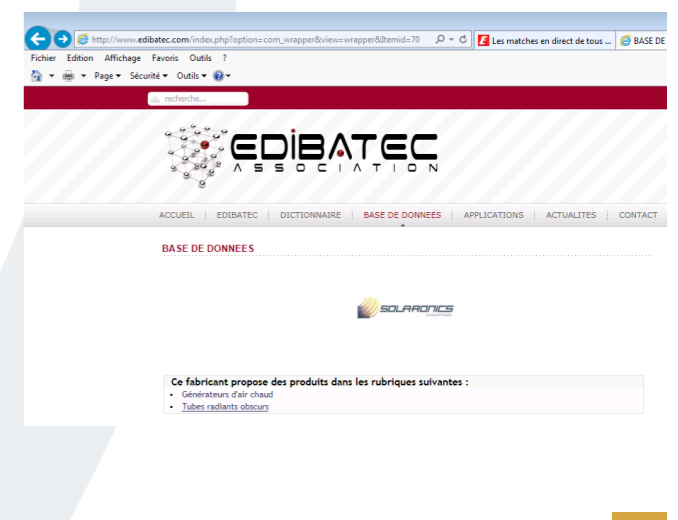 http://www.edibatec.com/index.php?option=com_wrapper&view=wrapper&Itemid=70
Les matches en direct de tous ...
BASE DE
Fichier Edition Affichage Favoris Outils ?
Page Sécurité Outils
recherche...
EDIBATEC
ASSOCIATION
ACCUEIL EDIBATEC DICTIONNAIRE BASE DE DONNEES APPLICATIONS ACTUALITES CONTACT
BASE DE DONNEES
SOLARONICS
Ce fabricant propose des produits dans les rubriques suivantes :
• Générateurs d'air chaud
• Tubes radiants obscurs